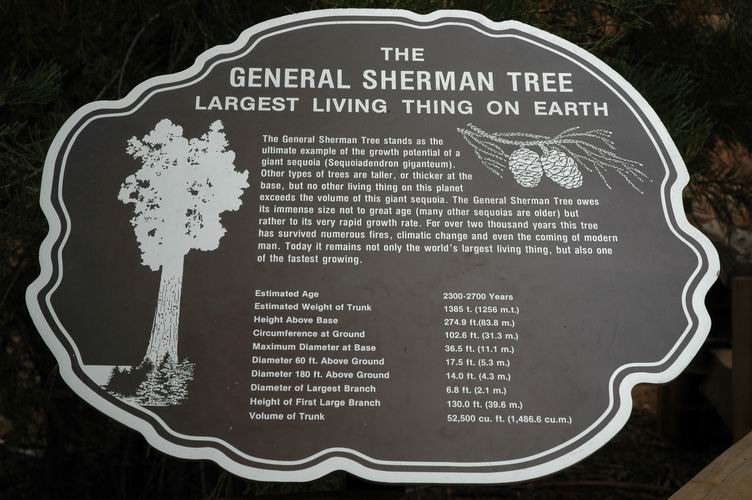 THE
GENERAL SHERMAN TREE
LARGEST LIVING THING ON EARTH
The General Sherman Tree stands as the
ultimate example of the growth potential of a
giant sequoia (Sequoiadendron giganteum).
Other types of trees are taller, or thicker at the
base, but no other living thing on this planet
exceeds the volume of this giant sequoia. The General Sherman Tree owes
its immense size not to great age (many other sequoias are older) but
rather to its very rapid growth rate. For over two thousand years this tree
has survived numerous fires, climatic change and even the coming of modern
man. Today it remains not only the world's largest living thing, but also one
of the fastest growing.
Estimated Age 2300-2700 Years
Estimated Weight of Trunk 1385 t. (1256 m.t.)
Height Above Base 274.9 ft.(83.8 m.)
Circumference at Ground 102.6 ft. (31.3 m.)
Maximum Diameter at Base 36.5 ft. (11.1 m.)
Diameter 60 ft. Above Ground 17.5 ft. (5.3 m.)
Diameter 180 ft. Above Ground 14.0 ft. (4.3 m.)
Diameter of Largest Branch 6.8 ft. (2.1 m.)
Height of First Large Branch 130.0 ft. (39.6 m.)
Volume of Trunk 52,500 cu. ft. (1,486.6 cu.m.)